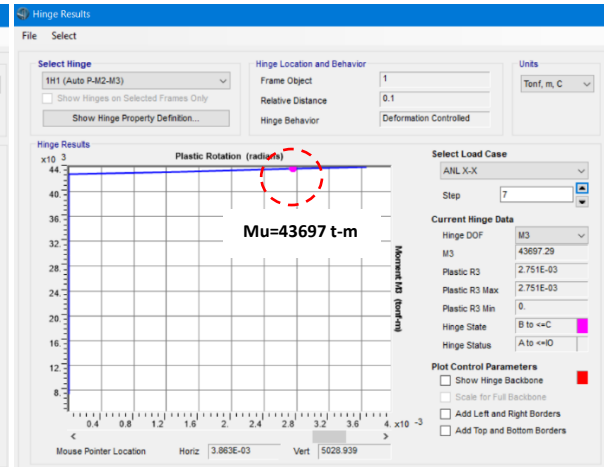 Hinge Results
File Select
Select Hinge
1H1 (Auto P-M2-M3)
Show Hinges on Selected Frames Only
Show Hinge Property Definition...
Hinge Location and Behavior
Frame Object 1
Relative Distance 0.1
Hinge Behavior Deformation Controlled
Units
Tonf, m, C
Hinge Results
x10 3
Plastic Rotation (radians)
44.
40.
36.
32.
28.
24.
20.
16.
12.
8.
Mu=43697 t-m
Moment M3 (tonf-m)
0.4 0.8 1.2 1.6 2. 2.4 2.8 3.2 3.6 4. x10 -3
Mouse Pointer Location Horiz 3.863E-03 Vert 5028.939
Select Load Case
ANL X-X
Step 7
Current Hinge Data
Hinge DOF M3
M3 43697.29
Plastic R3 2.751E-03
Plastic R3 Max 2.751E-03
Plastic R3 Min 0.
Hinge State B to <=C
Hinge Status A to <=IO
Plot Control Parameters
Show Hinge Backbone
Scale for Full Backbone
Add Left and Right Borders
Add Top and Bottom Borders